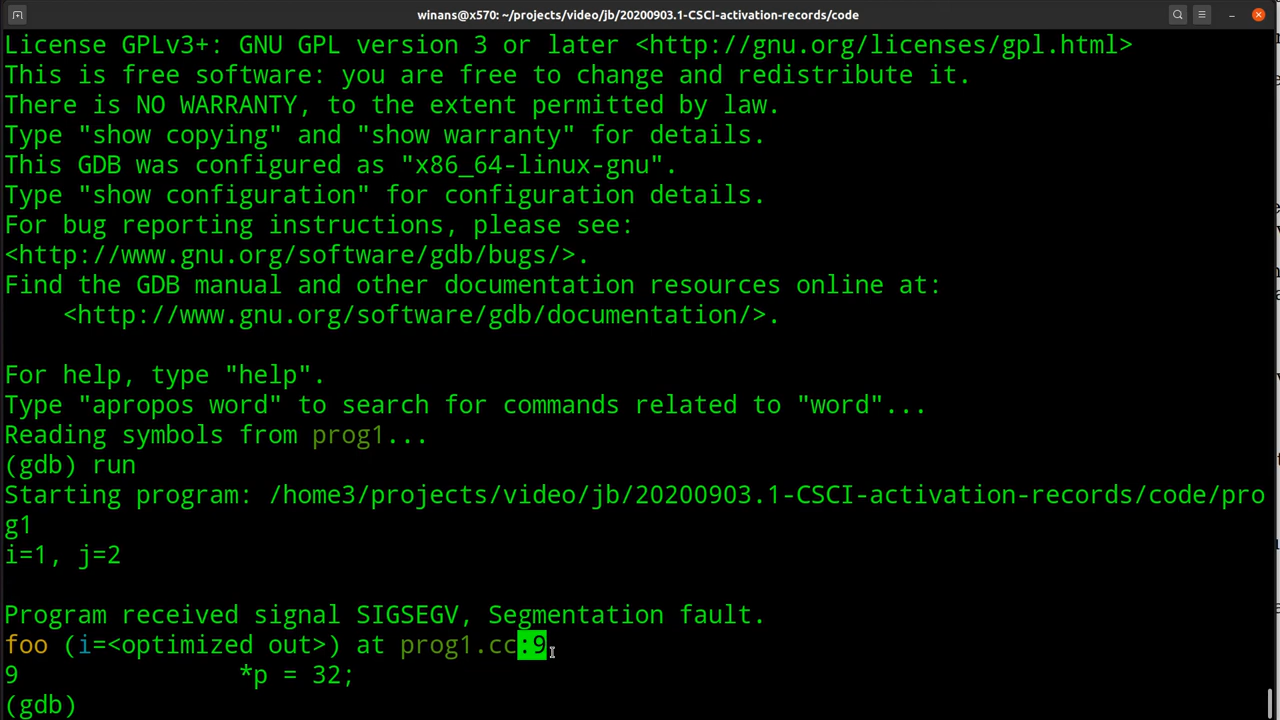 winans@x570: ~/projects/video/jb/20200903.1-CSCI-activation-records/code
License GPLv3+: GNU GPL version 3 or later <http://gnu.org/licenses/gpl.html>
This is free software: you are free to change and redistribute it.
There is NO WARRANTY, to the extent permitted by law.
Type "show copying" and "show warranty" for details.
This GDB was configured as "x86_64-linux-gnu".
Type "show configuration" for configuration details.
For bug reporting instructions, please see:
<http://www.gnu.org/software/gdb/bugs/>.
Find the GDB manual and other documentation resources online at:
    <http://www.gnu.org/software/gdb/documentation/>.
For help, type "help".
Type "apropos word" to search for commands related to "word"...
Reading symbols from prog1...
(gdb) run
Starting program: /home3/projects/video/jb/20200903.1-CSCI-activation-records/code/pro
g1
i=1, j=2
Program received signal SIGSEGV, Segmentation fault.
foo (i=<optimized out>) at prog1.cc:9
9               *p = 32;
(gdb)